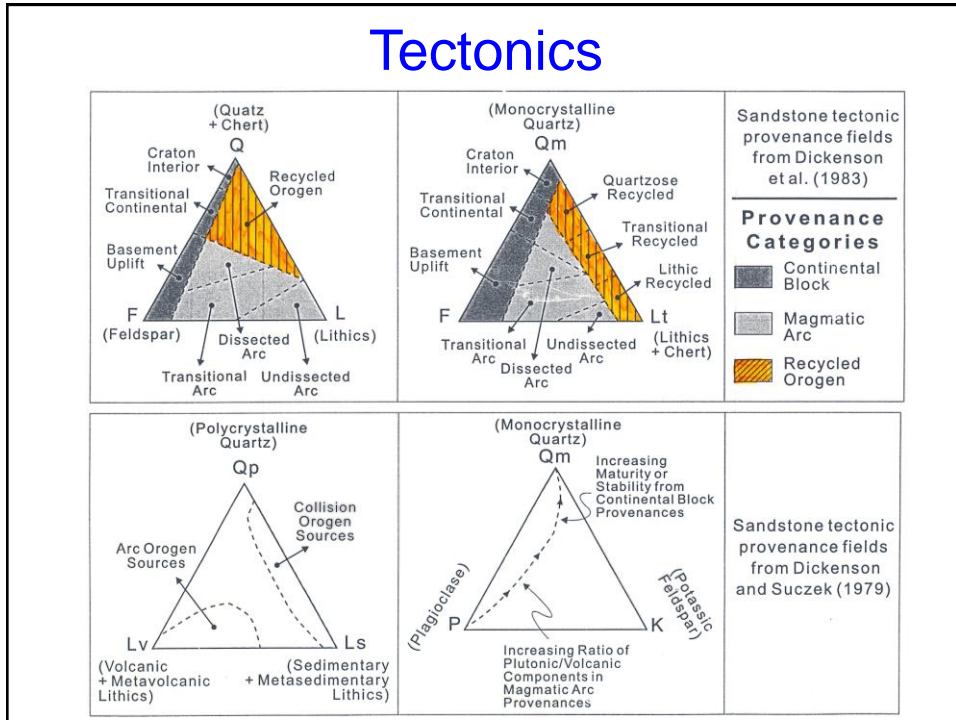 Tectonics
(Quatz
+ Chert)
Q
Craton
Interior
Transitional
Continental
Basement
Uplift
Recycled
Orogen
F
(Feldspar)
L
(Lithics)
Dissected
Arc
Transitional
Arc
Undissected
Arc
(Monocrystalline
Quartz)
Qm
Craton
Interior
Transitional
Continental
Basement
Uplift
Quartzose
Recycled
Transitional
Recycled
Lithic
Recycled
F
Lt
(Lithics
+ Chert)
Transitional
Arc
Dissected
Arc
Undissected
Arc
Sandstone tectonic
provenance fields
from Dickenson
et al. (1983)
Provenance
Categories
Continental
Block
Magmatic
Arc
Recycled
Orogen
(Polycrystalline
Quartz)
Qp
Collision
Orogen
Sources
Arc Orogen
Sources
Lv
(Volcanic
+ Metavolcanic
Lithics)
Ls
(Sedimentary
+ Metasedimentary
Lithics)
(Monocrystalline
Quartz)
Qm
Increasing
Maturity or
Stability from
Continental Block
Provenances
(Plagioclase)
P
K
(Potassic
Feldspar)
Increasing Ratio of
Plutonic/Volcanic
Components in
Magmatic Arc
Provenances
Sandstone tectonic
provenance fields
from Dickenson
and Suczek (1979)